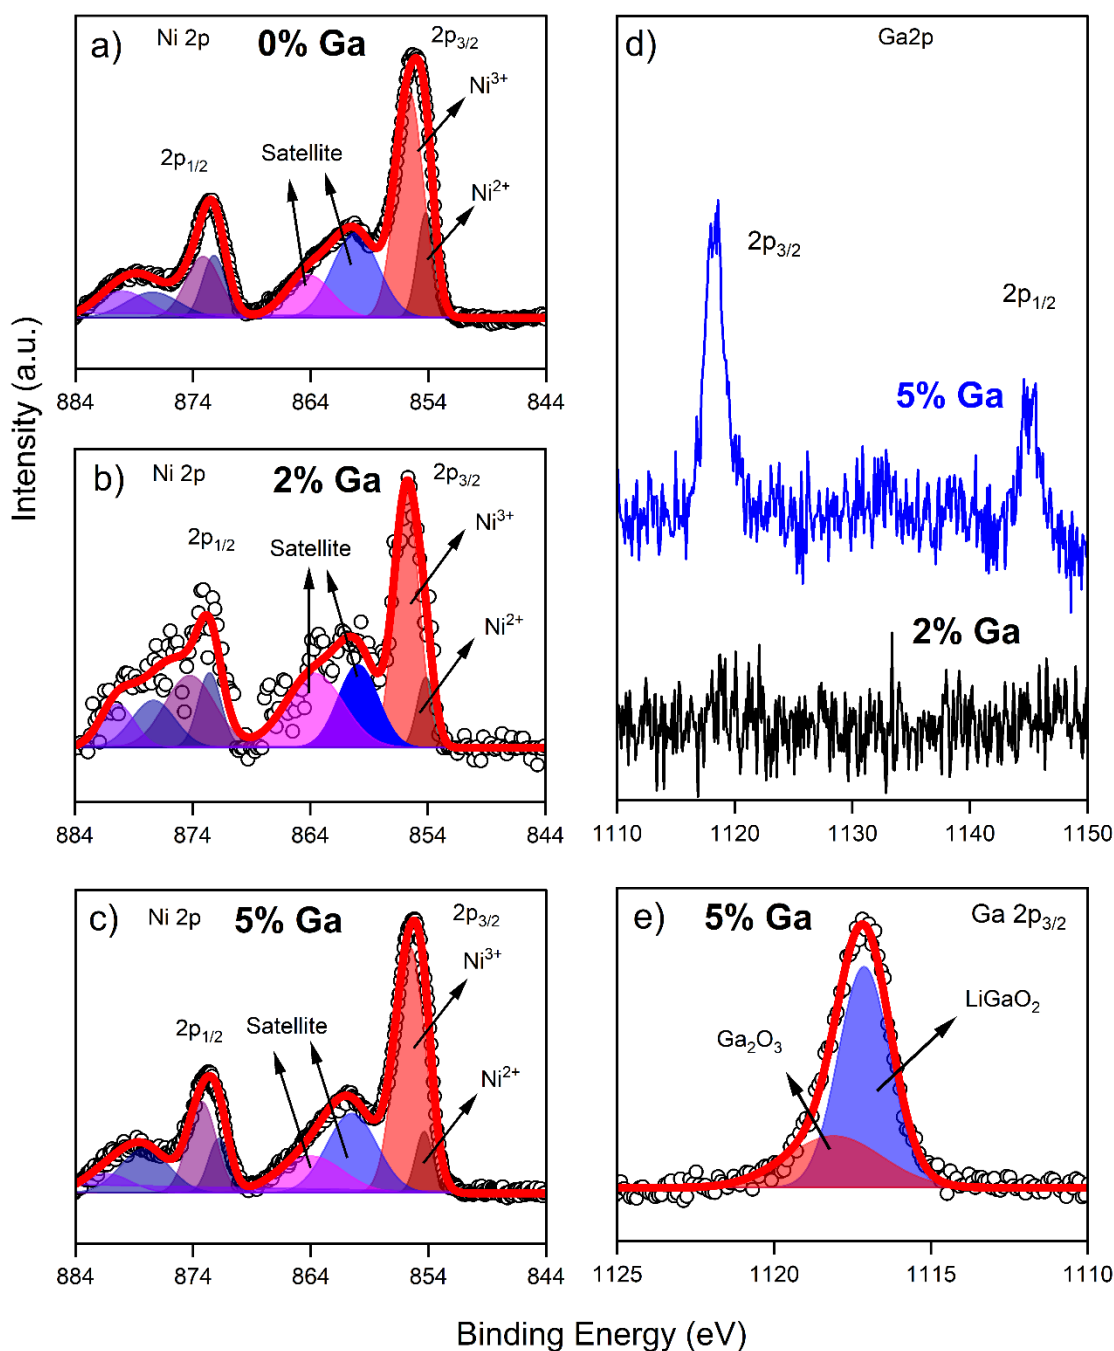 Intensity (a.u.)
a)
Ni 2p
0% Ga
2p3/2
Ni3+
Ni2+
Satellite
2p1/2
884 874 864 854 844
b)
Ni 2p
2% Ga
2p3/2
Ni3+
Ni2+
Satellite
2p1/2
884 874 864 854 844
c)
Ni 2p
5% Ga
2p3/2
Ni3+
Ni2+
Satellite
2p1/2
884 874 864 854 844
d)
Ga2p
2p3/2
2p1/2
5% Ga
2% Ga
1110 1120 1130 1140 1150
e)
5% Ga
Ga 2p3/2
LiGaO2
Ga2O3
1125 1120 1115 1110
Binding Energy (eV)